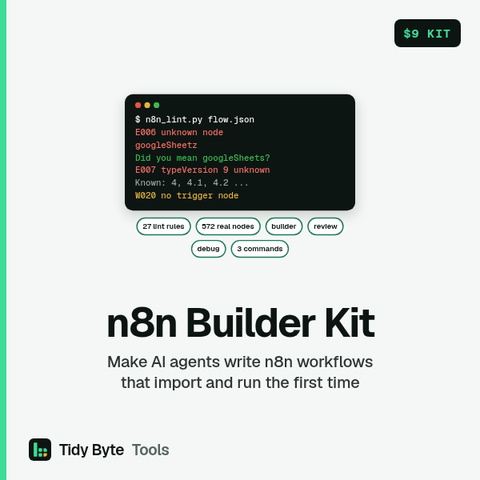 $9 KIT
$ n8n_lint.py flow.json
E006 unknown node
googleSheetz
Did you mean googleSheets?
E007 typeVersion 9 unknown
Known: 4, 4.1, 4.2 ...
W020 no trigger node
27 lint rules 572 real nodes builder review
debug 3 commands
n8n Builder Kit
Make AI agents write n8n workflows
that import and run the first time
Tidy Byte Tools